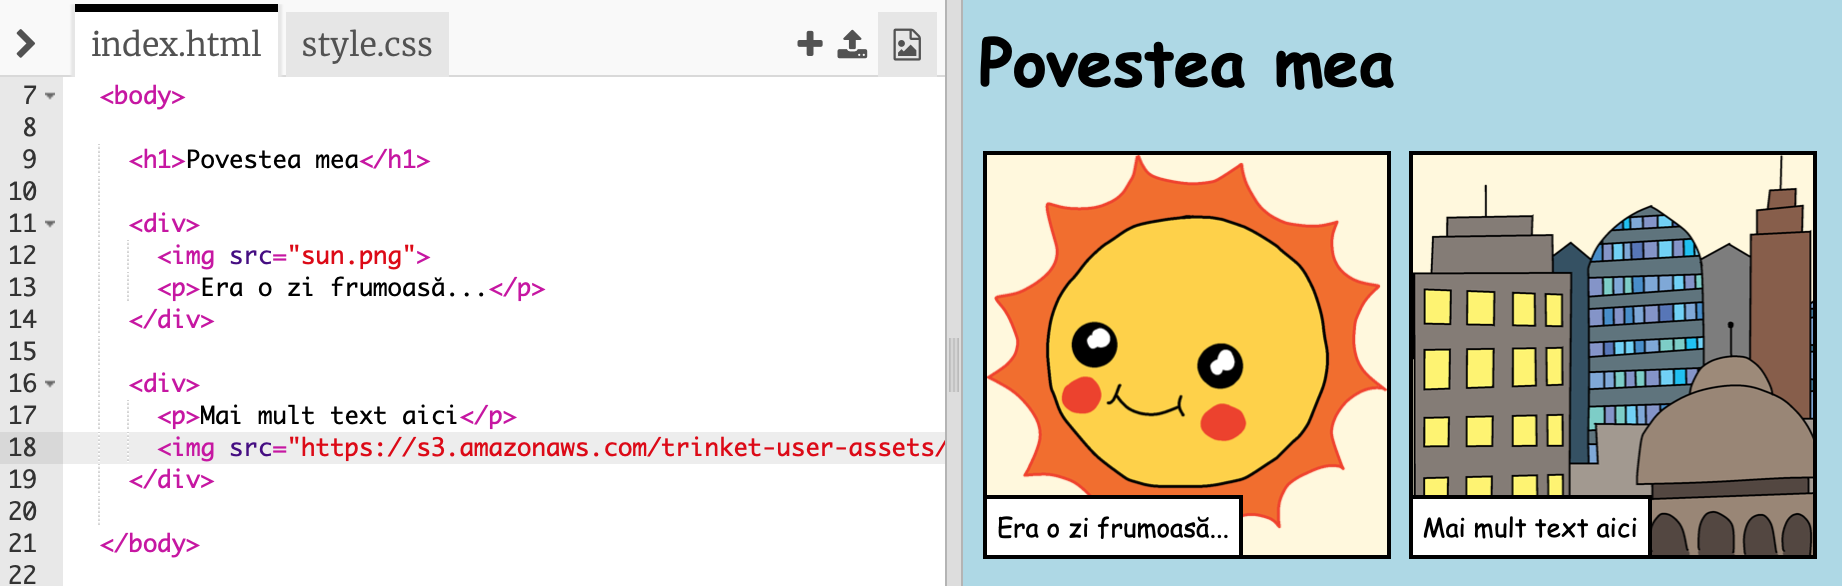 index.html style.css
7 <body>
8
9 <h1>Povestea mea</h1>
10
11 <div>
12 <img src="sun.png">
13 <p>Era o zi frumoasă...</p>
14 </div>
15
16 <div>
17 <p>Mai mult text aici</p>
18 <img src="https://s3.amazonaws.com/trinket-user-assets/
19 </div>
20
21 </body>
22
Povestea mea
Era o zi frumoasă...
Mai mult text aici